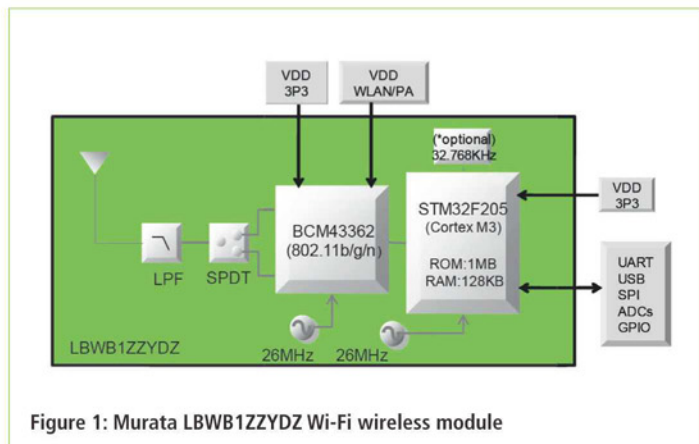 VDD
3P3
VDD
WLAN/PA
(*optional)
32.768KHz
BCM43362
(802.11b/g/n)
STM32F205
(Cortex M3)
ROM:1MB
RAM:128KB
VDD
3P3
UART
USB
SPI
ADCs
GPIO
LPF
SPDT
26MHz
26MHz
LBWB1ZZYDZ
Figure 1: Murata LBWB1ZZYDZ Wi-Fi wireless module